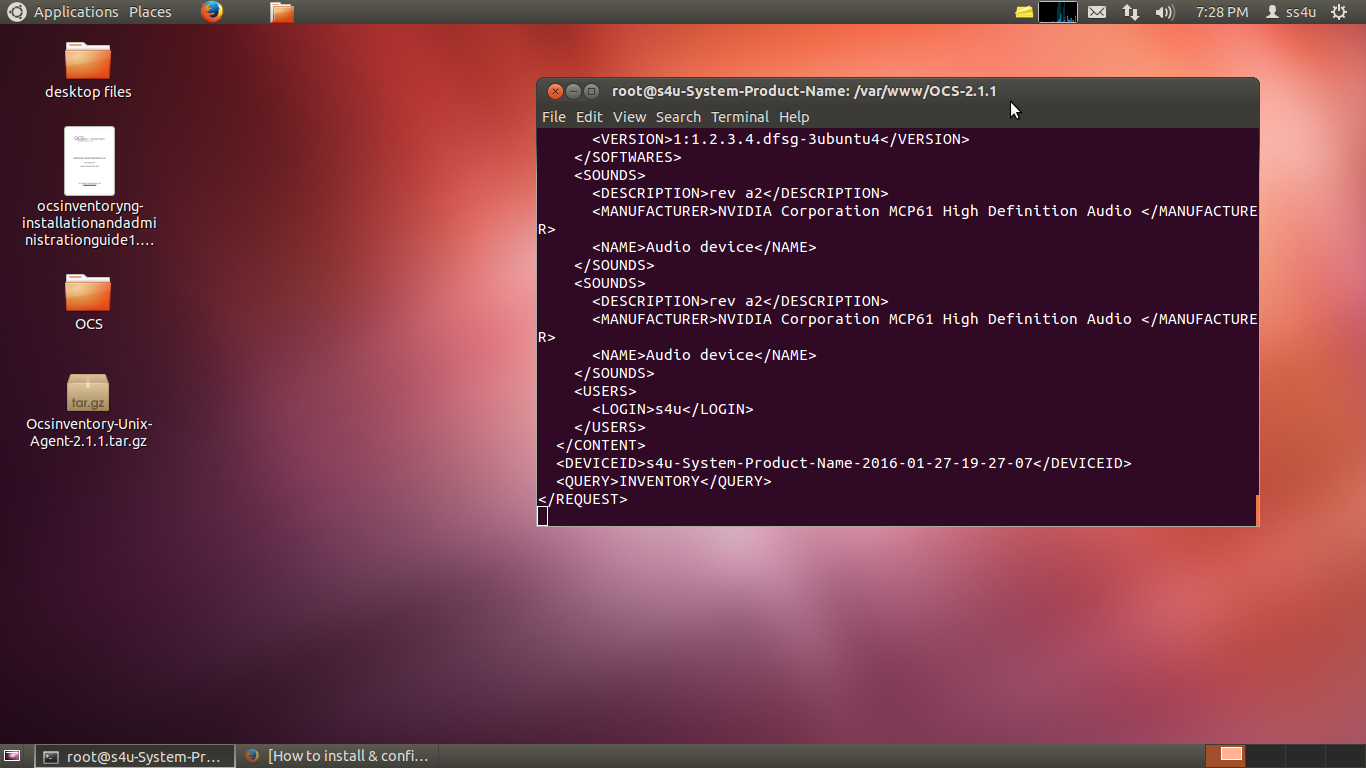 Applications Places
7:28 PM ss4u
desktop files
ocsinventoryng-
installationandadmi
nistrationguide1....
OCS
tar.gz
Ocsinventory-Unix-
Agent-2.1.1.tar.gz
root@s4u-System-Product-Name: /var/www/OCS-2.1.1
File Edit View Search Terminal Help
<VERSION>1:1.2.3.4.dfsg-3ubuntu4</VERSION>
</SOFTWARES>
<SOUNDS>
<DESCRIPTION>rev a2</DESCRIPTION>
<MANUFACTURER>NVIDIA Corporation MCP61 High Definition Audio </MANUFACTURE
R>
<NAME>Audio device</NAME>
</SOUNDS>
<SOUNDS>
<DESCRIPTION>rev a2</DESCRIPTION>
<MANUFACTURER>NVIDIA Corporation MCP61 High Definition Audio </MANUFACTURE
R>
<NAME>Audio device</NAME>
</SOUNDS>
<USERS>
<LOGIN>s4u</LOGIN>
</USERS>
</CONTENT>
<DEVICEID>s4u-System-Product-Name-2016-01-27-19-27-07</DEVICEID>
<QUERY>INVENTORY</QUERY>
</REQUEST>
root@s4u-System-Pr... [How to install & confi...